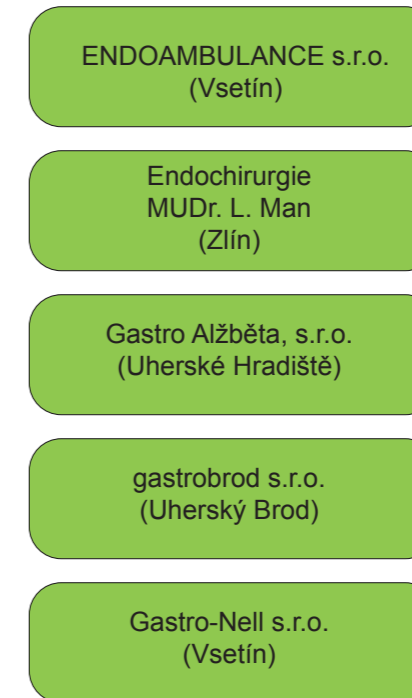 ENDOAMBULANCE s.r.o.
(Vsetín)
Endochirurgie
MUDr. L. Man
(Zlín)
Gastro Alžběta, s.r.o.
(Uherské Hradiště)
gastrobrod s.r.o.
(Uherský Brod)
Gastro-Nell s.r.o.
(Vsetín)